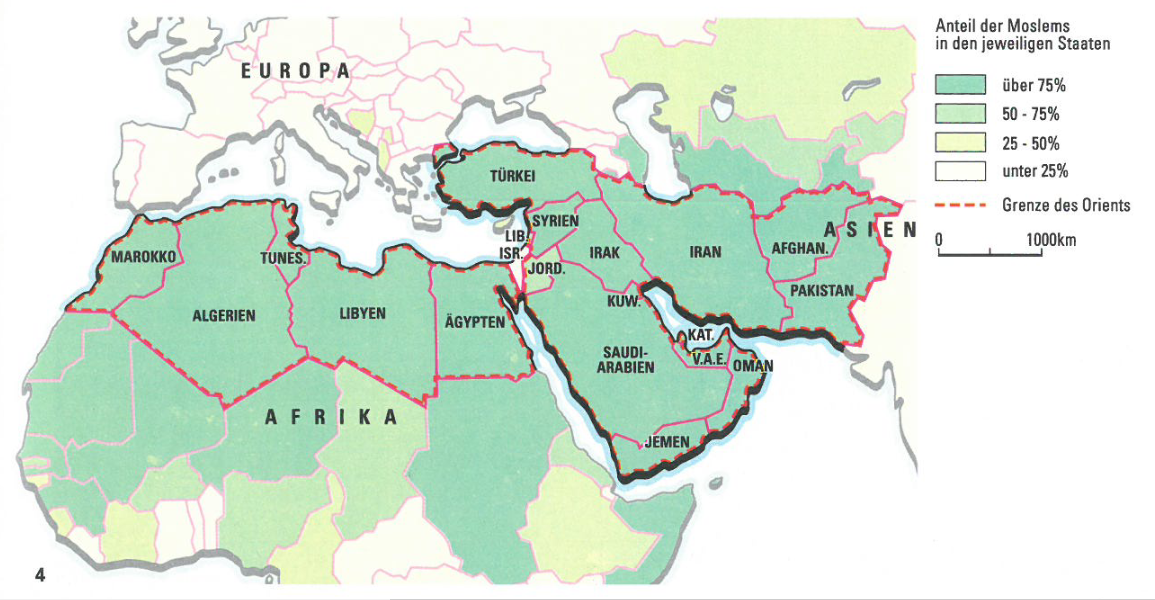 Anteil der Moslems
in den jeweiligen Staaten
über 75%
50 - 75%
25 - 50%
unter 25%
Grenze des Orients
0 1000km
EUROPA
TÜRKEI
SYRIEN
LIB.
ISR.
JORD.
IRAK
IRAN
AFGHAN.
ASIEN
PAKISTAN
MAROKKO
TUNES.
ALGERIEN
LIBYEN
ÄGYPTEN
KUW.
KAT.
V.A.E.
OMAN
SAUDI-
ARABIEN
JEMEN
AFRIKA
4